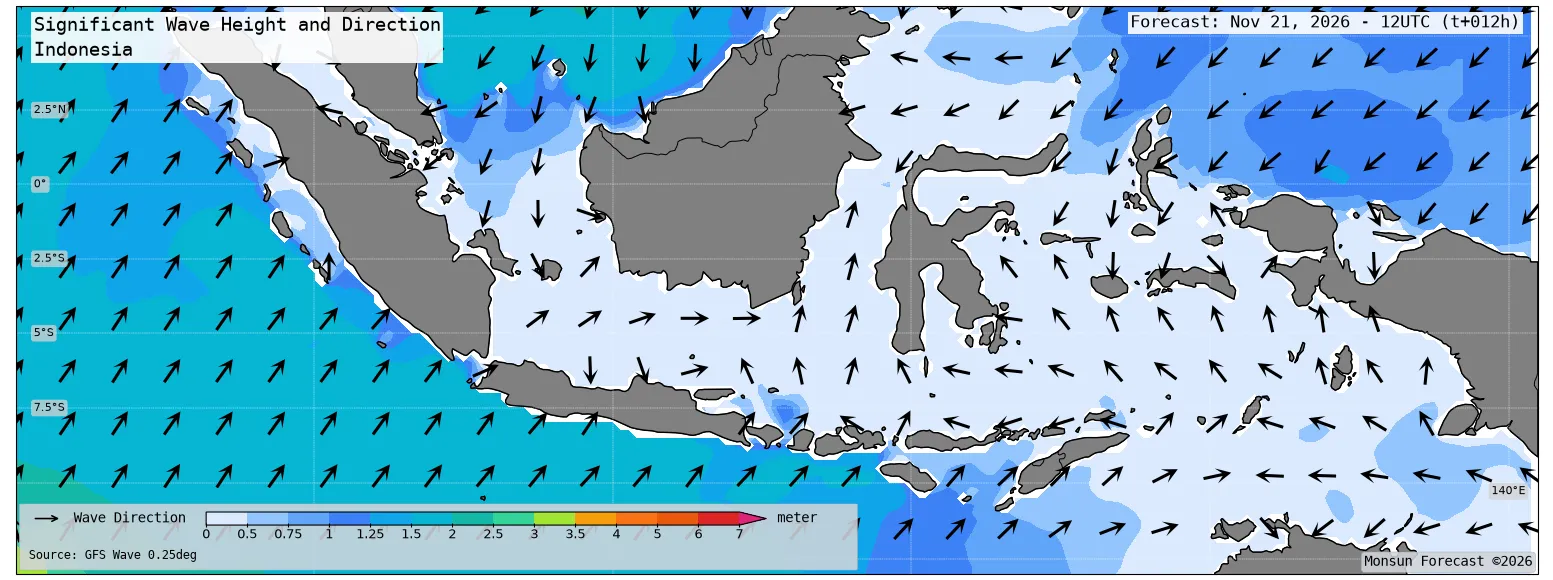 Significant Wave Height and Direction
Indonesia
Forecast: Nov 21, 2026 - 12UTC (t+012h)
2.5°N
0°
2.5°S
5°S
7.5°S
140°E
Wave Direction
0 0.5 0.75 1 1.25 1.5 2 2.5 3 3.5 4 5 6 7
meter
Source: GFS Wave 0.25deg
Monsun Forecast ©2026